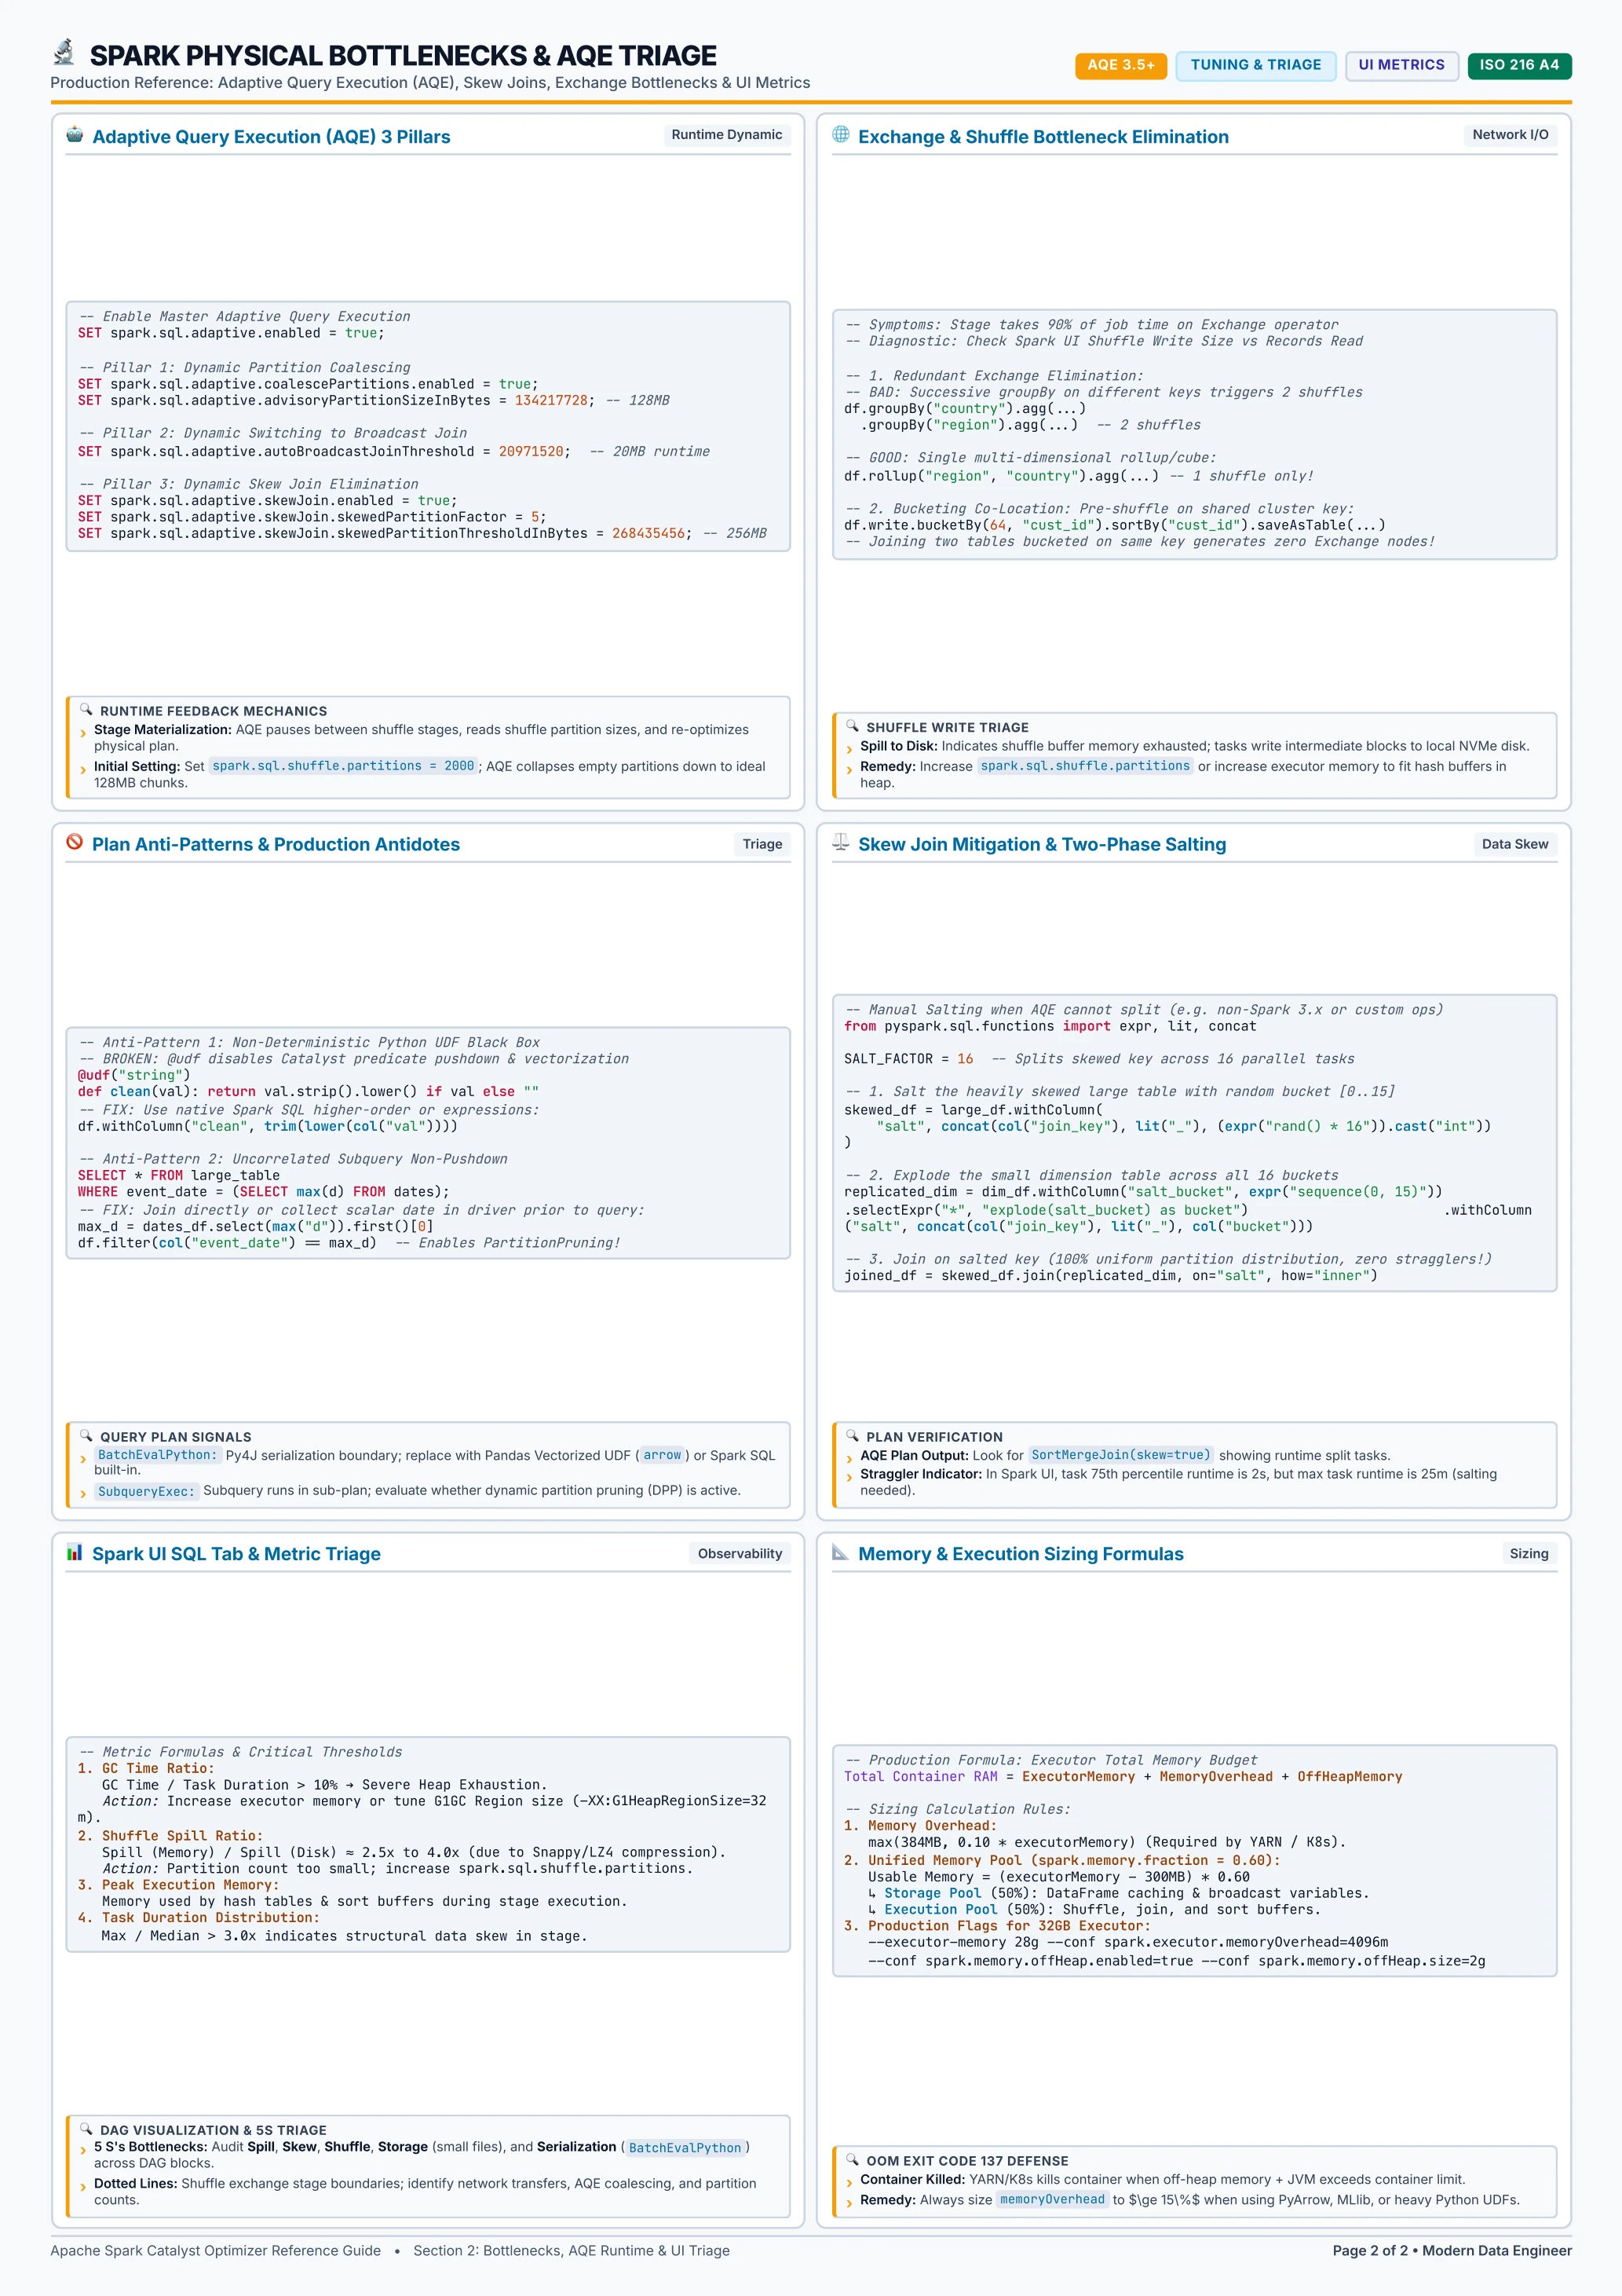 SPARK PHYSICAL BOTTLENECKS & AQE TRIAGE
Production Reference: Adaptive Query Execution (AQE), Skew Joins, Exchange Bottlenecks & UI Metrics
AQE 3.5+
TUNING & TRIAGE
UI METRICS
ISO 216 A4
Adaptive Query Execution (AQE) 3 Pillars
Runtime Dynamic
-- Enable Master Adaptive Query Execution
SET spark.sql.adaptive.enabled = true;
-- Pillar 1: Dynamic Partition Coalescing
SET spark.sql.adaptive.coalescePartitions.enabled = true;
SET spark.sql.adaptive.advisoryPartitionSizeInBytes = 134217728; -- 128MB
-- Pillar 2: Dynamic Switching to Broadcast Join
SET spark.sql.adaptive.autoBroadcastJoinThreshold = 20971520;  -- 20MB runtime
-- Pillar 3: Dynamic Skew Join Elimination
SET spark.sql.adaptive.skewJoin.enabled = true;
SET spark.sql.adaptive.skewJoin.skewedPartitionFactor = 5;
SET spark.sql.adaptive.skewJoin.skewedPartitionThresholdInBytes = 268435456; -- 256MB
RUNTIME FEEDBACK MECHANICS
› Stage Materialization: AQE pauses between shuffle stages, reads shuffle partition sizes, and re-optimizes
physical plan.
› Initial Setting: Set spark.sql.shuffle.partitions = 2000; AQE collapses empty partitions down to ideal
128MB chunks.
Exchange & Shuffle Bottleneck Elimination
Network I/O
-- Symptoms: Stage takes 90% of job time on Exchange operator
-- Diagnostic: Check Spark UI Shuffle Write Size vs Records Read
-- 1. Redundant Exchange Elimination:
-- BAD: Successive groupBy on different keys triggers 2 shuffles
df.groupBy("country").agg(...)
  .groupBy("region").agg(...)  -- 2 shuffles
-- GOOD: Single multi-dimensional rollup/cube:
df.rollup("region", "country").agg(...) -- 1 shuffle only!
-- 2. Bucketing Co-Location: Pre-shuffle on shared cluster key:
df.write.bucketBy(64, "cust_id").sortBy("cust_id").saveAsTable(...)
-- Joining two tables bucketed on same key generates zero Exchange nodes!
SHUFFLE WRITE TRIAGE
› Spill to Disk: Indicates shuffle buffer memory exhausted; tasks write intermediate blocks to local NVMe disk.
› Remedy: Increase spark.sql.shuffle.partitions or increase executor memory to fit hash buffers in
heap.
Plan Anti-Patterns & Production Antidotes
Triage
-- Anti-Pattern 1: Non-Deterministic Python UDF Black Box
-- BROKEN: @udf disables Catalyst predicate pushdown & vectorization
@udf("string")
def clean(val): return val.strip().lower() if val else ""
-- FIX: Use native Spark SQL higher-order or expressions:
df.withColumn("clean", trim(lower(col("val"))))
-- Anti-Pattern 2: Uncorrelated Subquery Non-Pushdown
SELECT * FROM large_table
WHERE event_date = (SELECT max(d) FROM dates);
-- FIX: Join directly or collect scalar date in driver prior to query:
max_d = dates_df.select(max("d")).first()[0]
df.filter(col("event_date") == max_d)  -- Enables PartitionPruning!
QUERY PLAN SIGNALS
› BatchEvalPython: Py4J serialization boundary; replace with Pandas Vectorized UDF (arrow) or Spark SQL
built-in.
› SubqueryExec: Subquery runs in sub-plan; evaluate whether dynamic partition pruning (DPP) is active.
Skew Join Mitigation & Two-Phase Salting
Data Skew
-- Manual Salting when AQE cannot split (e.g. non-Spark 3.x or custom ops)
from pyspark.sql.functions import expr, lit, concat
SALT_FACTOR = 16  -- Splits skewed key across 16 parallel tasks
-- 1. Salt the heavily skewed large table with random bucket [0..15]
skewed_df = large_df.withColumn(
    "salt", concat(col("join_key"), lit("_"), (expr("rand() * 16")).cast("int"))
)
-- 2. Explode the small dimension table across all 16 buckets
replicated_dim = dim_df.withColumn("salt_bucket", expr("sequence(0, 15)"))
.selectExpr("*", "explode(salt_bucket) as bucket")                        .withColumn
("salt", concat(col("join_key"), lit("_"), col("bucket")))
-- 3. Join on salted key (100% uniform partition distribution, zero stragglers!)
joined_df = skewed_df.join(replicated_dim, on="salt", how="inner")
PLAN VERIFICATION
› AQE Plan Output: Look for SortMergeJoin(skew=true) showing runtime split tasks.
› Straggler Indicator: In Spark UI, task 75th percentile runtime is 2s, but max task runtime is 25m (salting
needed).
Spark UI SQL Tab & Metric Triage
Observability
-- Metric Formulas & Critical Thresholds
1. GC Time Ratio:
   GC Time / Task Duration > 10% → Severe Heap Exhaustion.
   Action: Increase executor memory or tune G1GC Region size (-XX:G1HeapRegionSize=32
m).
2. Shuffle Spill Ratio:
   Spill (Memory) / Spill (Disk) ≈ 2.5x to 4.0x (due to Snappy/LZ4 compression).
   Action: Partition count too small; increase spark.sql.shuffle.partitions.
3. Peak Execution Memory:
   Memory used by hash tables & sort buffers during stage execution.
4. Task Duration Distribution:
   Max / Median > 3.0x indicates structural data skew in stage.
DAG VISUALIZATION & 5S TRIAGE
› 5 S's Bottlenecks: Audit Spill, Skew, Shuffle, Storage (small files), and Serialization (BatchEvalPython)
across DAG blocks.
› Dotted Lines: Shuffle exchange stage boundaries; identify network transfers, AQE coalescing, and partition
counts.
Memory & Execution Sizing Formulas
Sizing
-- Production Formula: Executor Total Memory Budget
Total Container RAM = ExecutorMemory + MemoryOverhead + OffHeapMemory
-- Sizing Calculation Rules:
1. Memory Overhead:
   max(384MB, 0.10 * executorMemory) (Required by YARN / K8s).
2. Unified Memory Pool (spark.memory.fraction = 0.60):
   Usable Memory = (executorMemory - 300MB) * 0.60
   ↳ Storage Pool (50%): DataFrame caching & broadcast variables.
   ↳ Execution Pool (50%): Shuffle, join, and sort buffers.
3. Production Flags for 32GB Executor:
   --executor-memory 28g --conf spark.executor.memoryOverhead=4096m
   --conf spark.memory.offHeap.enabled=true --conf spark.memory.offHeap.size=2g
OOM EXIT CODE 137 DEFENSE
› Container Killed: YARN/K8s kills container when off-heap memory + JVM exceeds container limit.
› Remedy: Always size memoryOverhead to $\ge 15\%$ when using PyArrow, MLlib, or heavy Python UDFs.
Apache Spark Catalyst Optimizer Reference Guide • Section 2: Bottlenecks, AQE Runtime & UI Triage
Page 2 of 2 • Modern Data Engineer